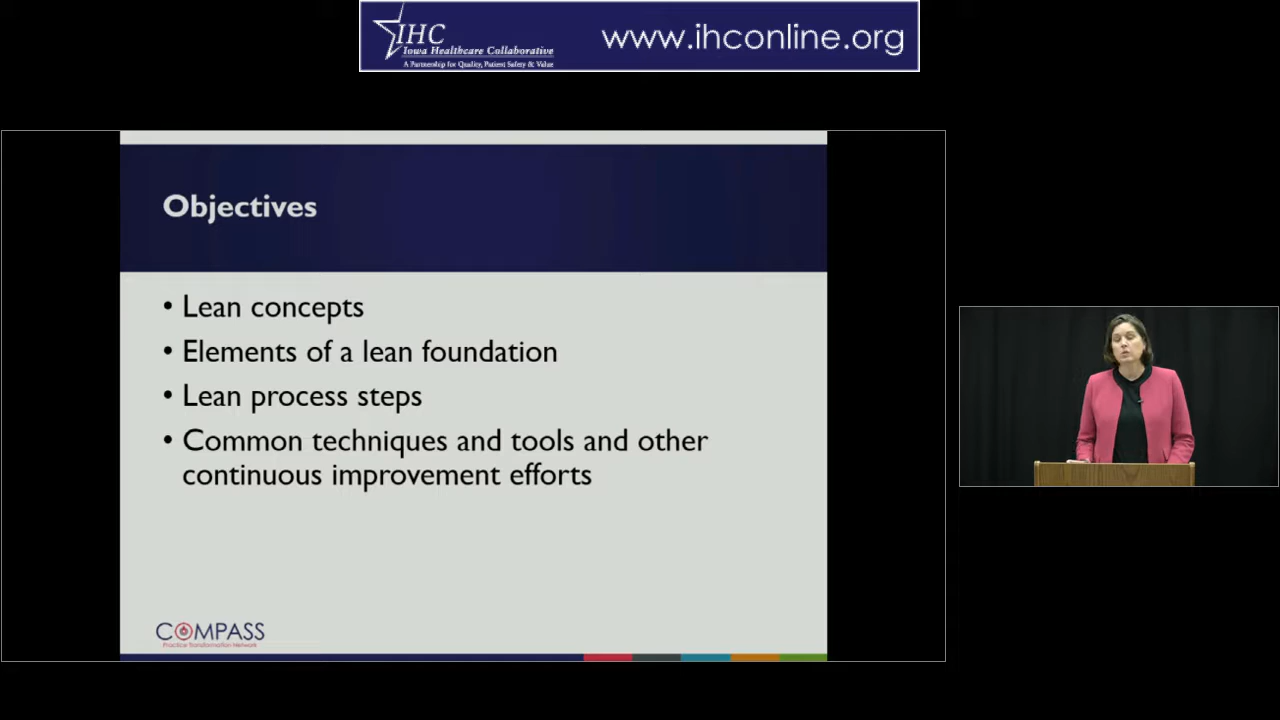 IHC
Iowa Healthcare Collaborative
A Partnership for Quality, Patient Safety & Value
www.ihconline.org
Objectives
• Lean concepts
• Elements of a lean foundation
• Lean process steps
• Common techniques and tools and other
continuous improvement efforts
COMPASS
Practice Transformation Network